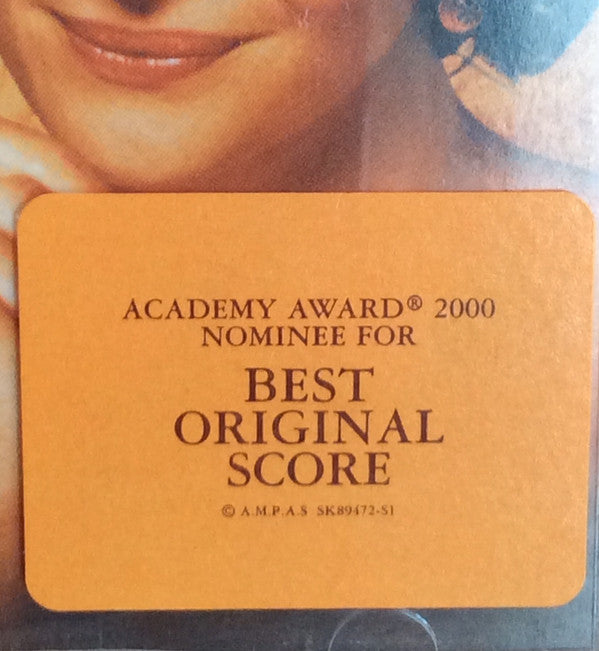 ACADEMY AWARD® 2000
NOMINEE FOR
BEST
ORIGINAL
SCORE
© A.M.P.A.S SK89472-S1